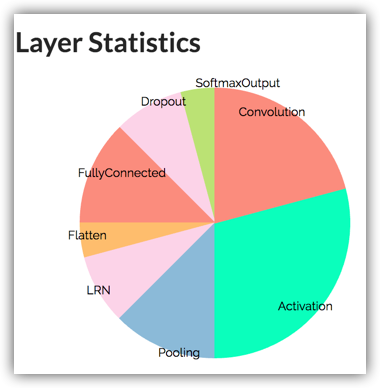 Layer Statistics
SoftmaxOutput
Dropout
Convolution
FullyConnected
Flatten
LRN
Activation
Pooling